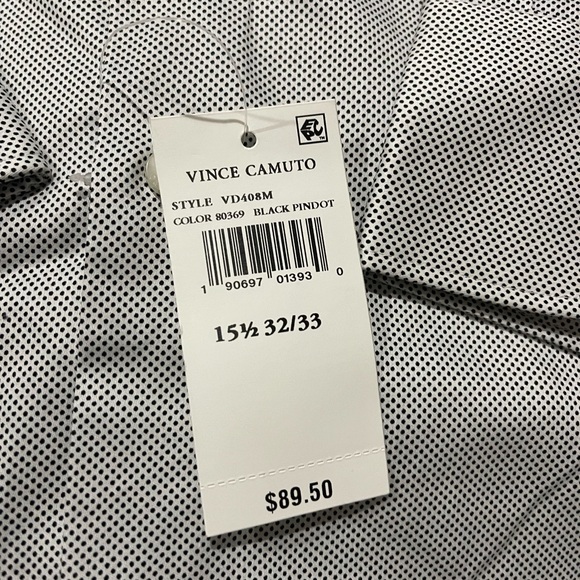 VINCE CAMUTO
STYLE VD408M
COLOR 80369 BLACK PINDOT
1 90697 01393 0
15½ 32/33
$89.50